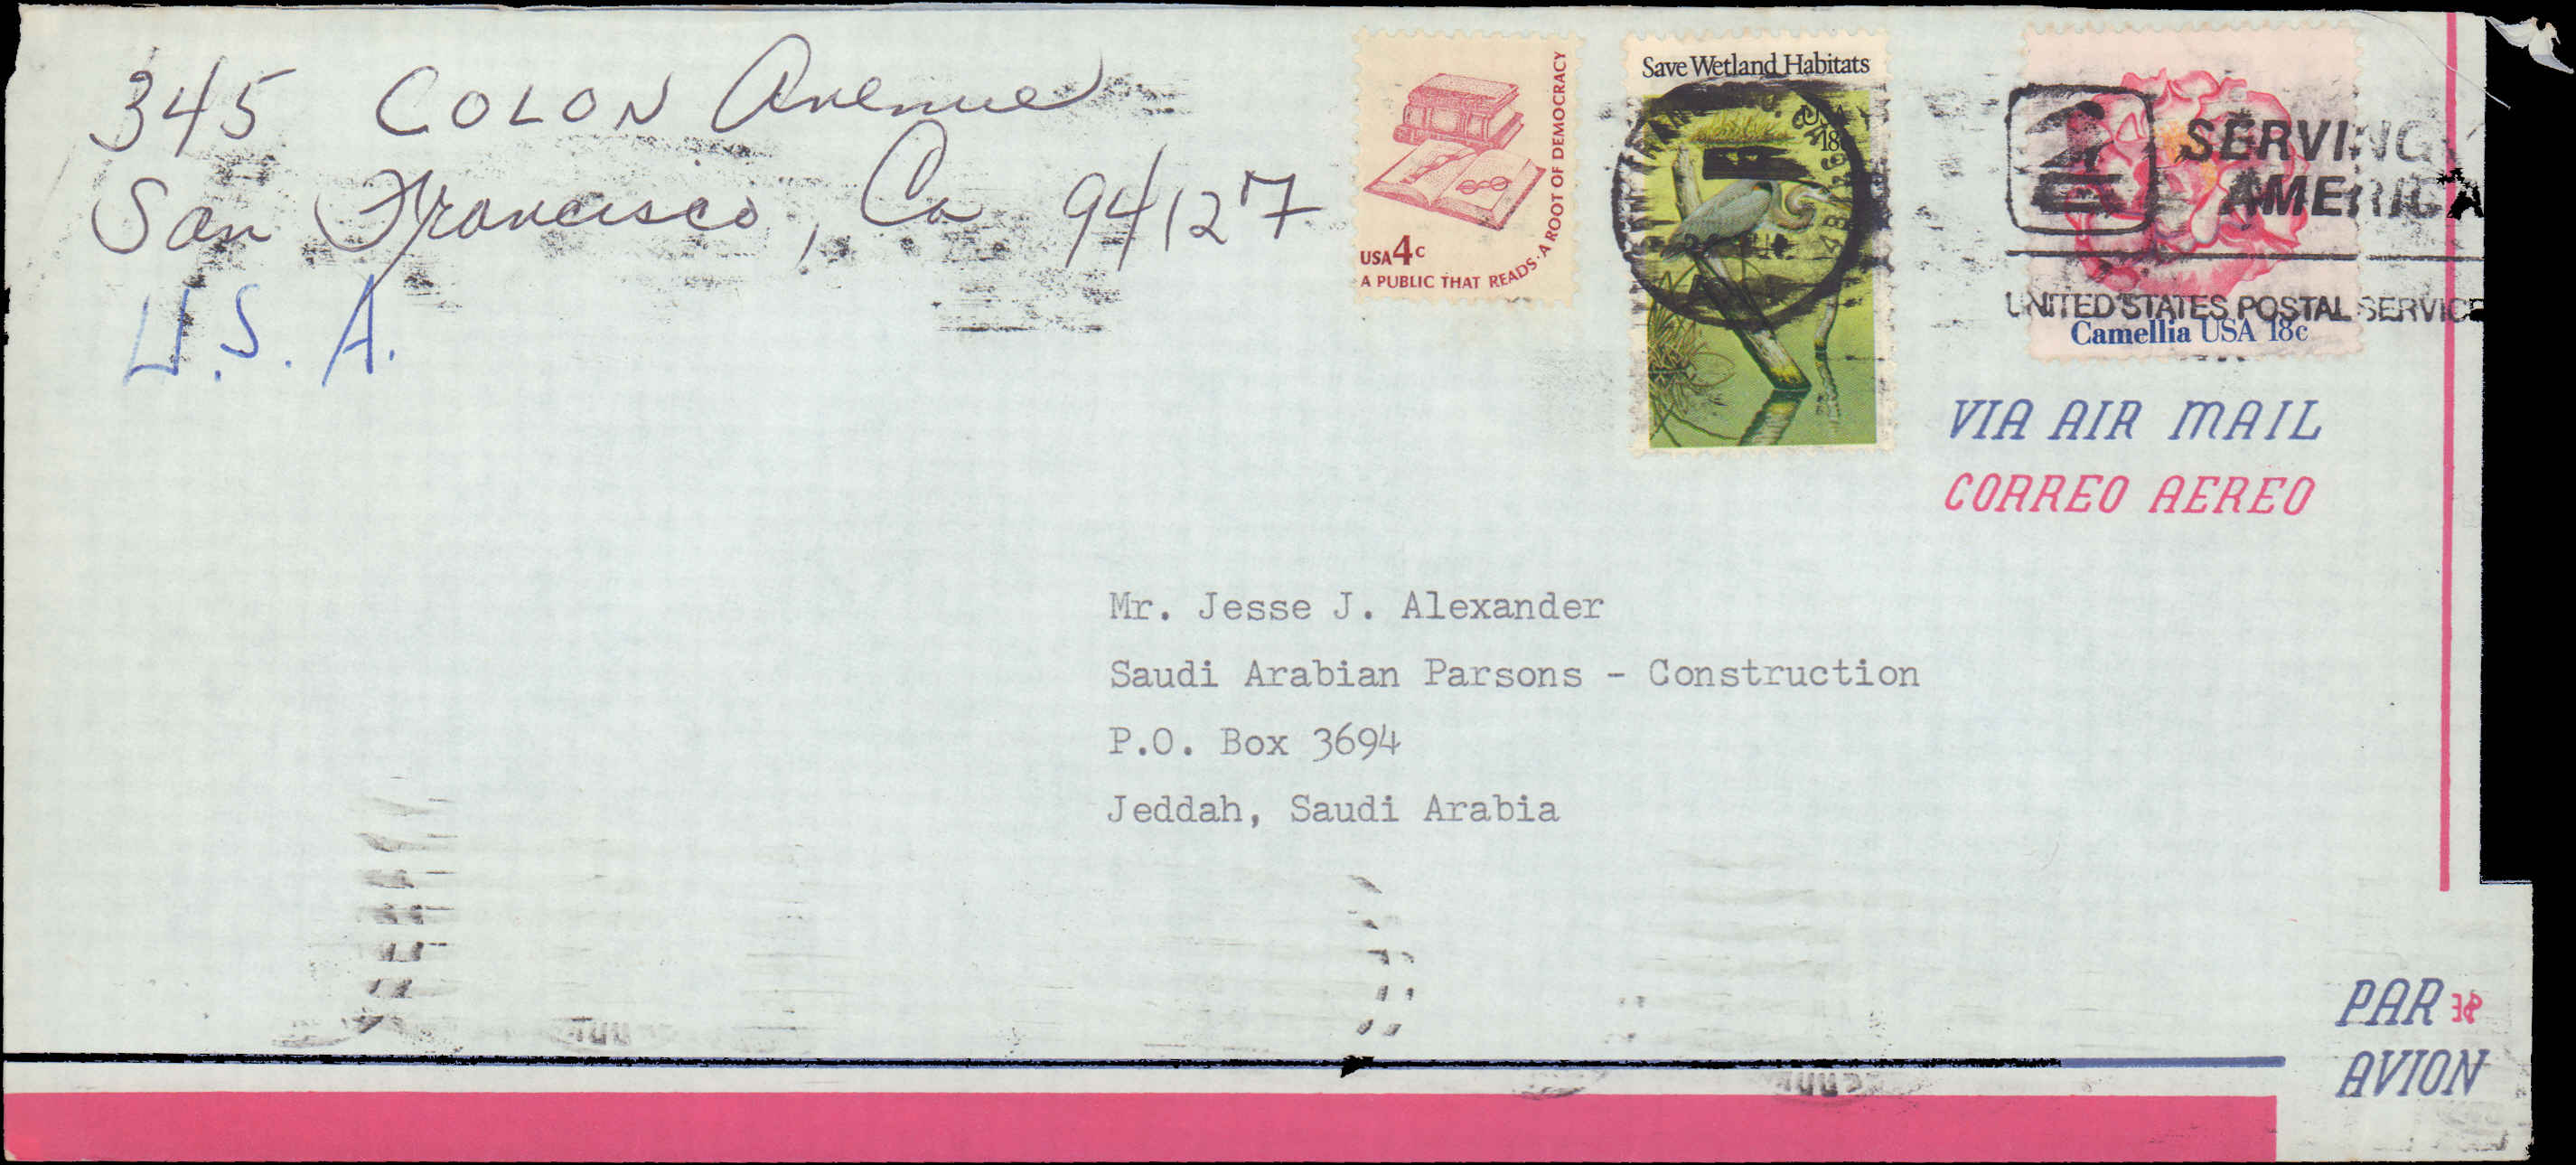 345 COLON Avenue
San Francisco, Ca 94127
U.S.A.
USA 4c
A PUBLIC THAT READS · A ROOT OF DEMOCRACY
Save Wetland Habitats
USA
18c
SERVING
AMERICA
UNITED STATES POSTAL SERVICE
Camellia USA 18c
VIA AIR MAIL
CORREO AEREO
Mr. Jesse J. Alexander
Saudi Arabian Parsons - Construction
P.O. Box 3694
Jeddah, Saudi Arabia
PAR
AVION